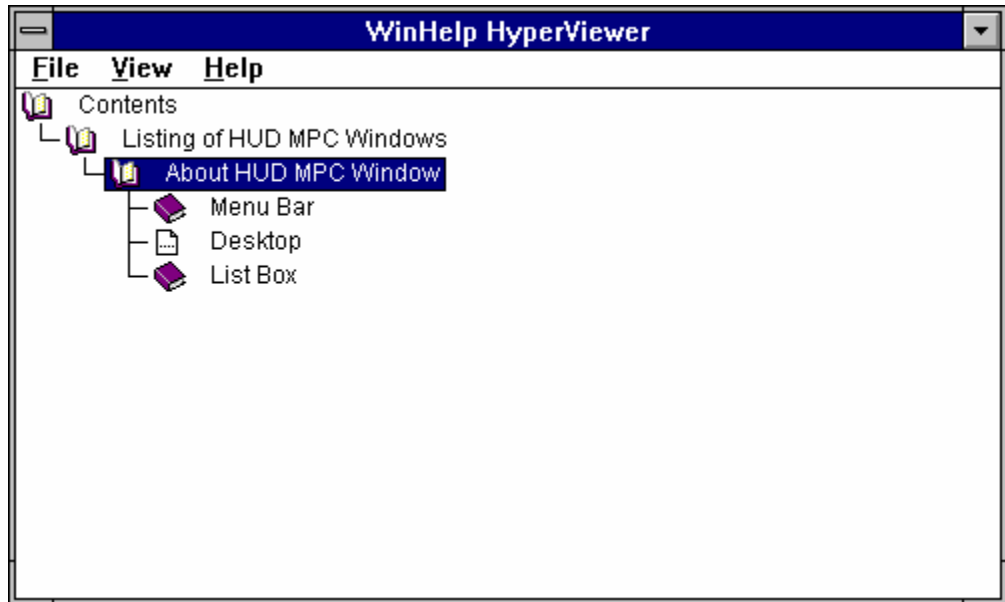 WinHelp HyperViewer
File View Help
Contents
Listing of HUD MPC Windows
About HUD MPC Window
Menu Bar
Desktop
List Box